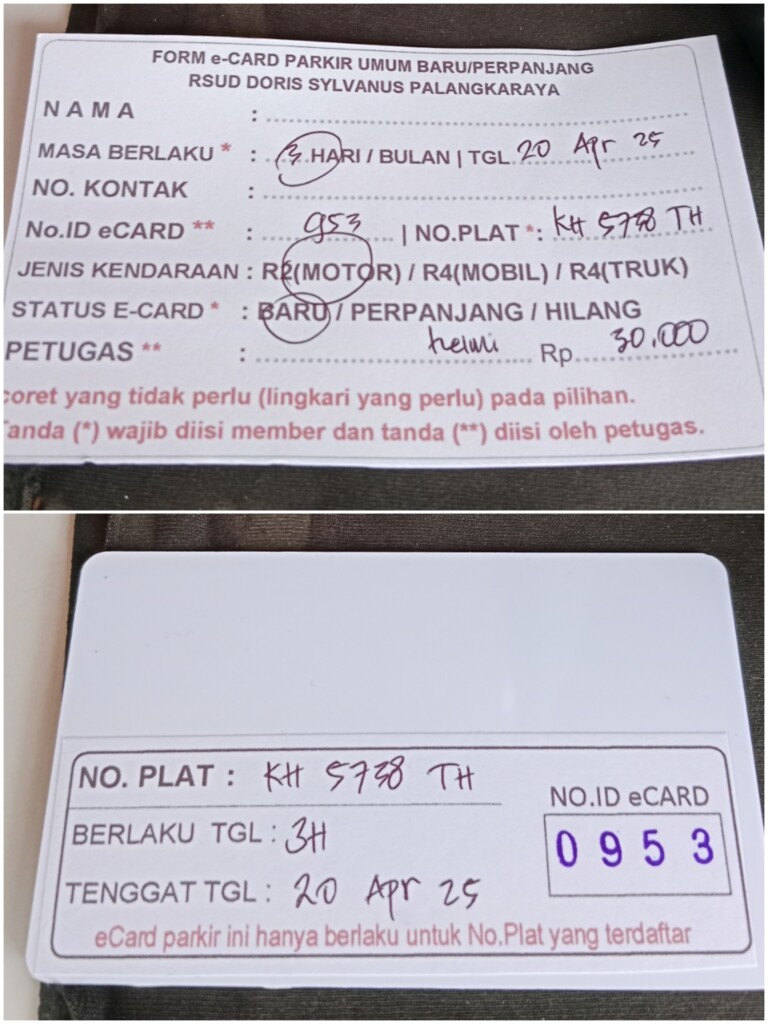 FORM e-CARD PARKIR UMUM BARU/PERPANJANG
RSUD DORIS SYLVANUS PALANGKARAYA
NAMA :
MASA BERLAKU * : 3 HARI / BULAN | TGL 20 Apr 25
NO. KONTAK :
No.ID eCARD ** : 953 | NO.PLAT *: KH 5738 TH
JENIS KENDARAAN : R2(MOTOR) / R4(MOBIL) / R4(TRUK)
STATUS E-CARD * : BARU / PERPANJANG / HILANG
PETUGAS ** : helmi Rp. 30.000
coret yang tidak perlu (lingkari yang perlu) pada pilihan.
Tanda (*) wajib diisi member dan tanda (**) diisi oleh petugas.
NO. PLAT : KH 5738 TH
NO.ID eCARD
0953
BERLAKU TGL : 3H
TENGGAT TGL : 20 Apr 25
eCard parkir ini hanya berlaku untuk No.Plat yang terdaftar